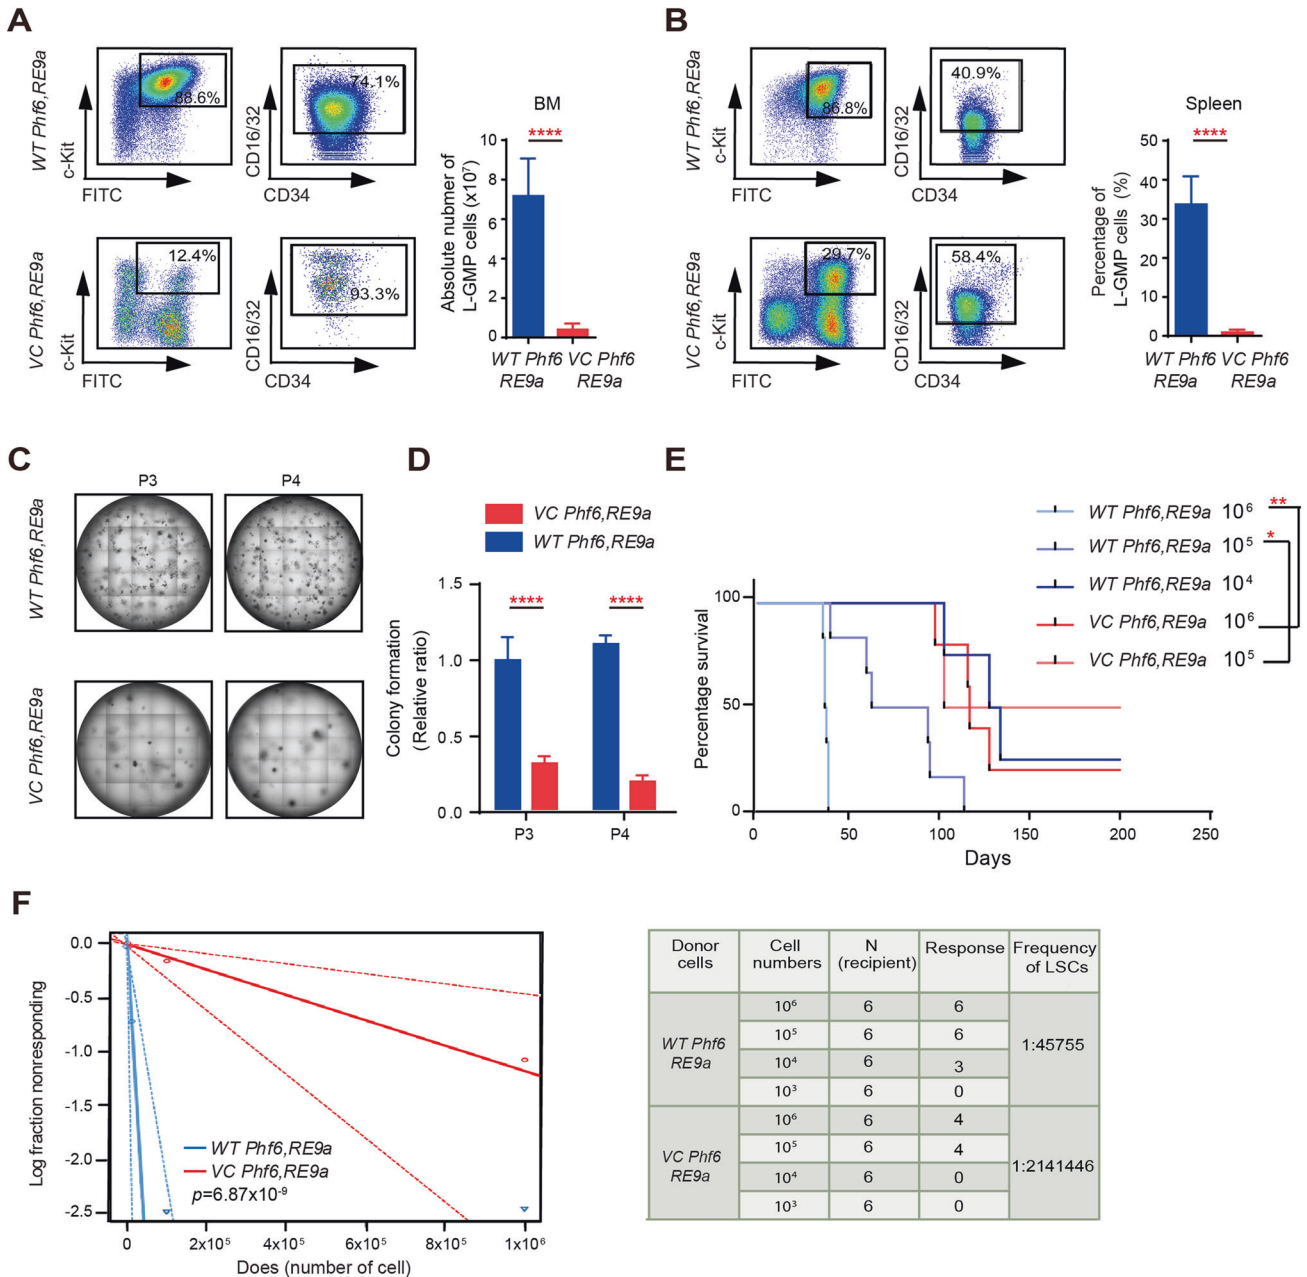 A
WT Phf6,RE9a
c-Kit
88.6%
FITC
CD16/32
74.1%
CD34
VC Phf6,RE9a
c-Kit
12.4%
FITC
CD16/32
93.3%
CD34
BM
Absolute nubmer of
L-GMP cells (x10⁷)
10
8
6
4
2
0
****
WT Phf6
RE9a
VC Phf6
RE9a
B
WT Phf6,RE9a
c-Kit
86.8%
FITC
CD16/32
40.9%
CD34
VC Phf6,RE9a
c-Kit
29.7%
FITC
CD16/32
58.4%
CD34
Spleen
Percentage of
L-GMP cells (%)
50
40
30
20
10
0
****
WT Phf6
RE9a
VC Phf6
RE9a
C
P3
P4
WT Phf6,RE9a
VC Phf6,RE9a
D
VC Phf6,RE9a
WT Phf6,RE9a
Colony formation
(Relative ratio)
1.5
1.0
0.5
0.0
****
****
P3
P4
E
WT Phf6,RE9a 10⁶
**
WT Phf6,RE9a 10⁵
*
WT Phf6,RE9a 10⁴
VC Phf6,RE9a 10⁶
VC Phf6,RE9a 10⁵
Percentage survival
100
50
0
0
50
100
150
200
250
Days
F
Log fraction nonresponding
0.0
-0.5
-1.0
-1.5
-2.0
-2.5
WT Phf6,RE9a
VC Phf6,RE9a
p=6.87x10⁻⁹
0
2x10⁵
4x10⁵
6x10⁵
8x10⁵
1x10⁶
Does (number of cell)
Donor
cells
Cell
numbers
N
(recipient)
Response
Frequency
of LSCs
WT Phf6
RE9a
10⁶ 6 6
10⁵ 6 6
10⁴ 6 3
10³ 6 0
1:45755
VC Phf6
RE9a
10⁶ 6 4
10⁵ 6 4
10⁴ 6 0
10³ 6 0
1:2141446